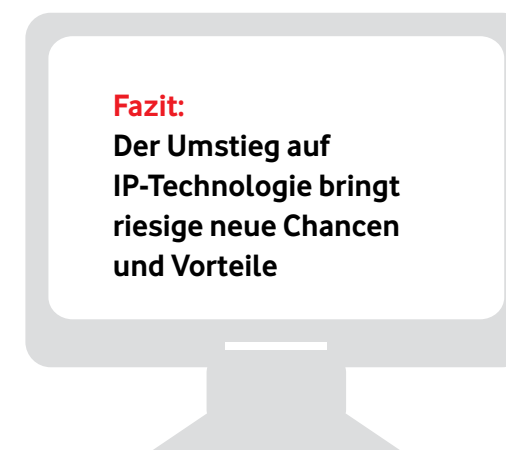 Fazit:
Der Umstieg auf
IP-Technologie bringt
riesige neue Chancen
und Vorteile